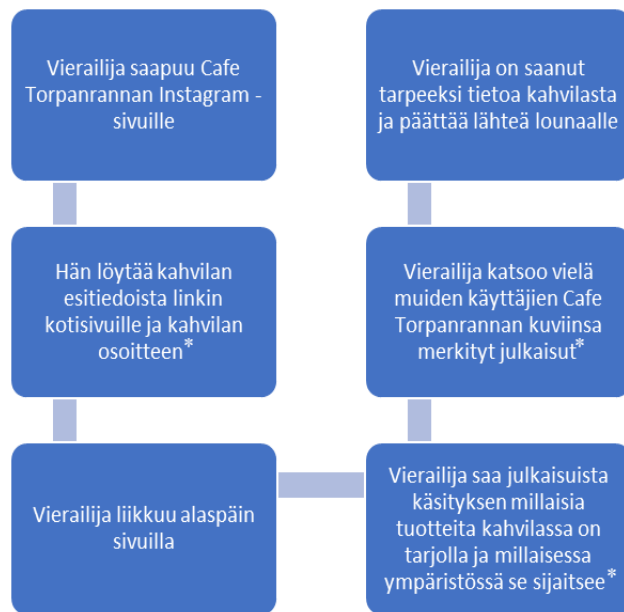 Vierailija saapuu Cafe
Torpanrannan Instagram -
sivuille
Hän löytää kahvilan
esitiedoista linkin
kotisivuille ja kahvilan
osoitteen*
Vierailija liikkuu alaspäin
sivuilla
Vierailija saa julkaisuista
käsityksen millaisia
tuotteita kahvilassa on
tarjolla ja millaisessa
ympäristössä se sijaitsee*
Vierailija katsoo vielä
muiden käyttäjien Cafe
Torpanrannan kuviinsa
merkityt julkaisut*
Vierailija on saanut
tarpeeksi tietoa kahvilasta
ja päättää lähteä lounaalle